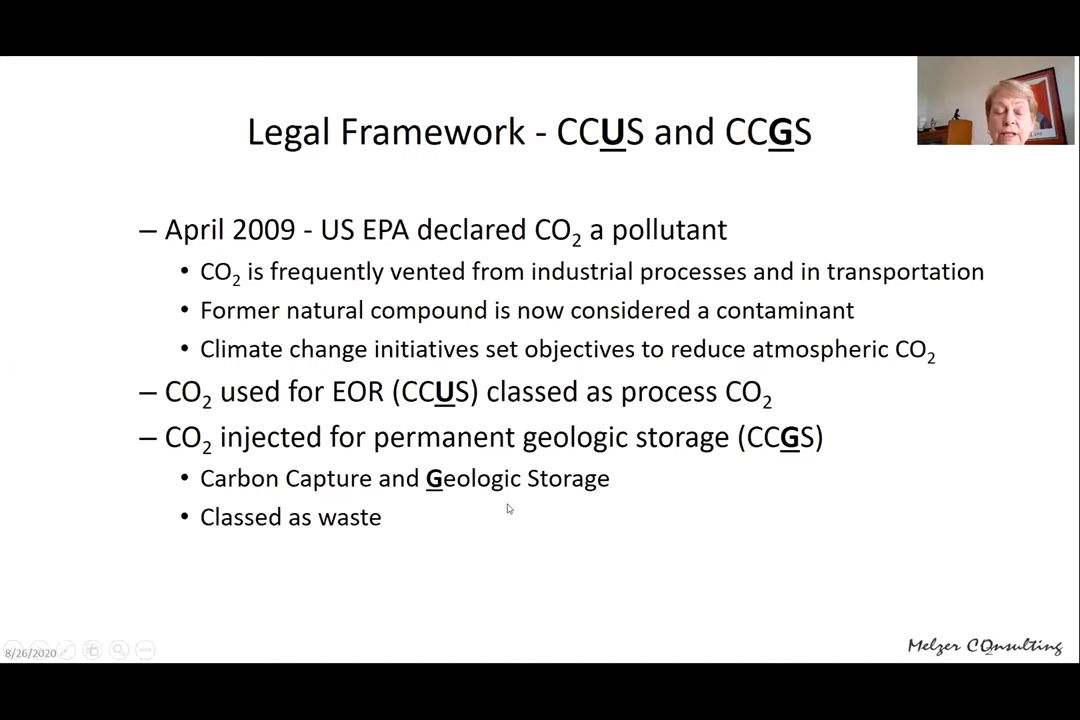 Legal Framework - CCUS and CCGS
– April 2009 - US EPA declared CO₂ a pollutant
• CO₂ is frequently vented from industrial processes and in transportation
• Former natural compound is now considered a contaminant
• Climate change initiatives set objectives to reduce atmospheric CO₂
– CO₂ used for EOR (CCUS) classed as process CO₂
– CO₂ injected for permanent geologic storage (CCGS)
• Carbon Capture and Geologic Storage
• Classed as waste
8/26/2020
Melzer CO₂nsulting